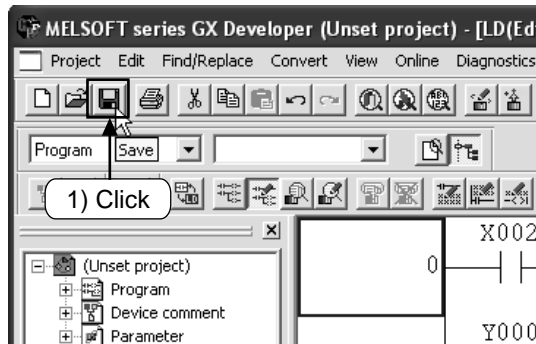 MELSOFT series GX Developer (Unset project) - [LD(Ed
Project Edit Find/Replace Convert View Online Diagnostics
Program Save
1) Click
(Unset project)
Program
Device comment
Parameter
X002
0
Y000